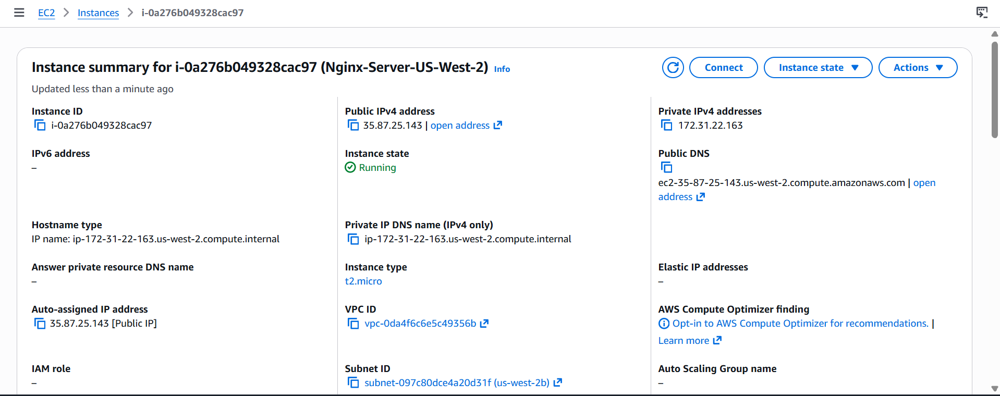 EC2 > Instances > i-0a276b049328cac97
Instance summary for i-0a276b049328cac97 (Nginx-Server-US-West-2) Info
Connect
Instance state
Actions
Updated less than a minute ago
Instance ID
i-0a276b049328cac97
Public IPv4 address
35.87.25.143 | open address
Private IPv4 addresses
172.31.22.163
IPv6 address
–
Instance state
Running
Public DNS
ec2-35-87-25-143.us-west-2.compute.amazonaws.com | open
address
Hostname type
IP name: ip-172-31-22-163.us-west-2.compute.internal
Private IP DNS name (IPv4 only)
ip-172-31-22-163.us-west-2.compute.internal
Answer private resource DNS name
–
Instance type
t2.micro
Elastic IP addresses
–
Auto-assigned IP address
35.87.25.143 [Public IP]
VPC ID
vpc-0da4f6c6e5c49356b
AWS Compute Optimizer finding
Opt-in to AWS Compute Optimizer for recommendations. |
Learn more
IAM role
–
Subnet ID
subnet-097c80dce4a20d31f (us-west-2b)
Auto Scaling Group name
–